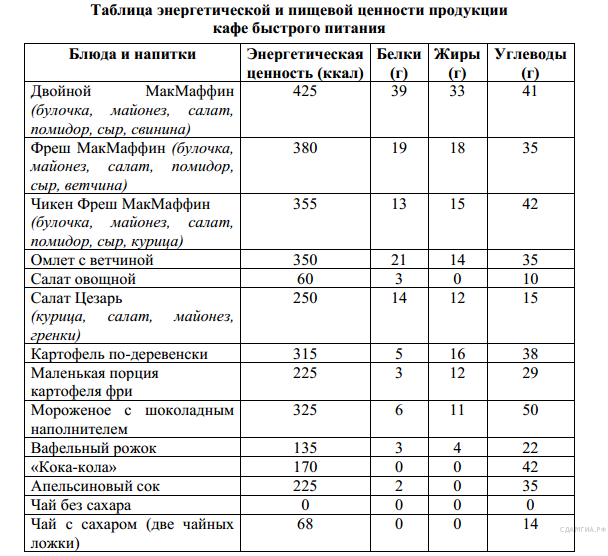 Таблица энергетической и пищевой ценности продукции
кафе быстрого питания
Блюда и напитки Энергетическая ценность (ккал) Белки (г) Жиры (г) Углеводы (г)
Двойной МакМаффин 425 39 33 41
(булочка, майонез, салат,
помидор, сыр, свинина)
Фреш МакМаффин (булочка, 380 19 18 35
майонез, салат, помидор,
сыр, ветчина)
Чикен Фреш МакМаффин 355 13 15 42
(булочка, майонез, салат,
помидор, сыр, курица)
Омлет с ветчиной 350 21 14 35
Салат овощной 60 3 0 10
Салат Цезарь 250 14 12 15
(курица, салат, майонез,
гренки)
Картофель по-деревенски 315 5 16 38
Маленькая порция 225 3 12 29
картофеля фри
Мороженое с шоколадным 325 6 11 50
наполнителем
Вафельный рожок 135 3 4 22
«Кока-кола» 170 0 0 42
Апельсиновый сок 225 2 0 35
Чай без сахара 0 0 0 0
Чай с сахаром (две чайных 68 0 0 14
ложки)
СДАМГИА.РФ